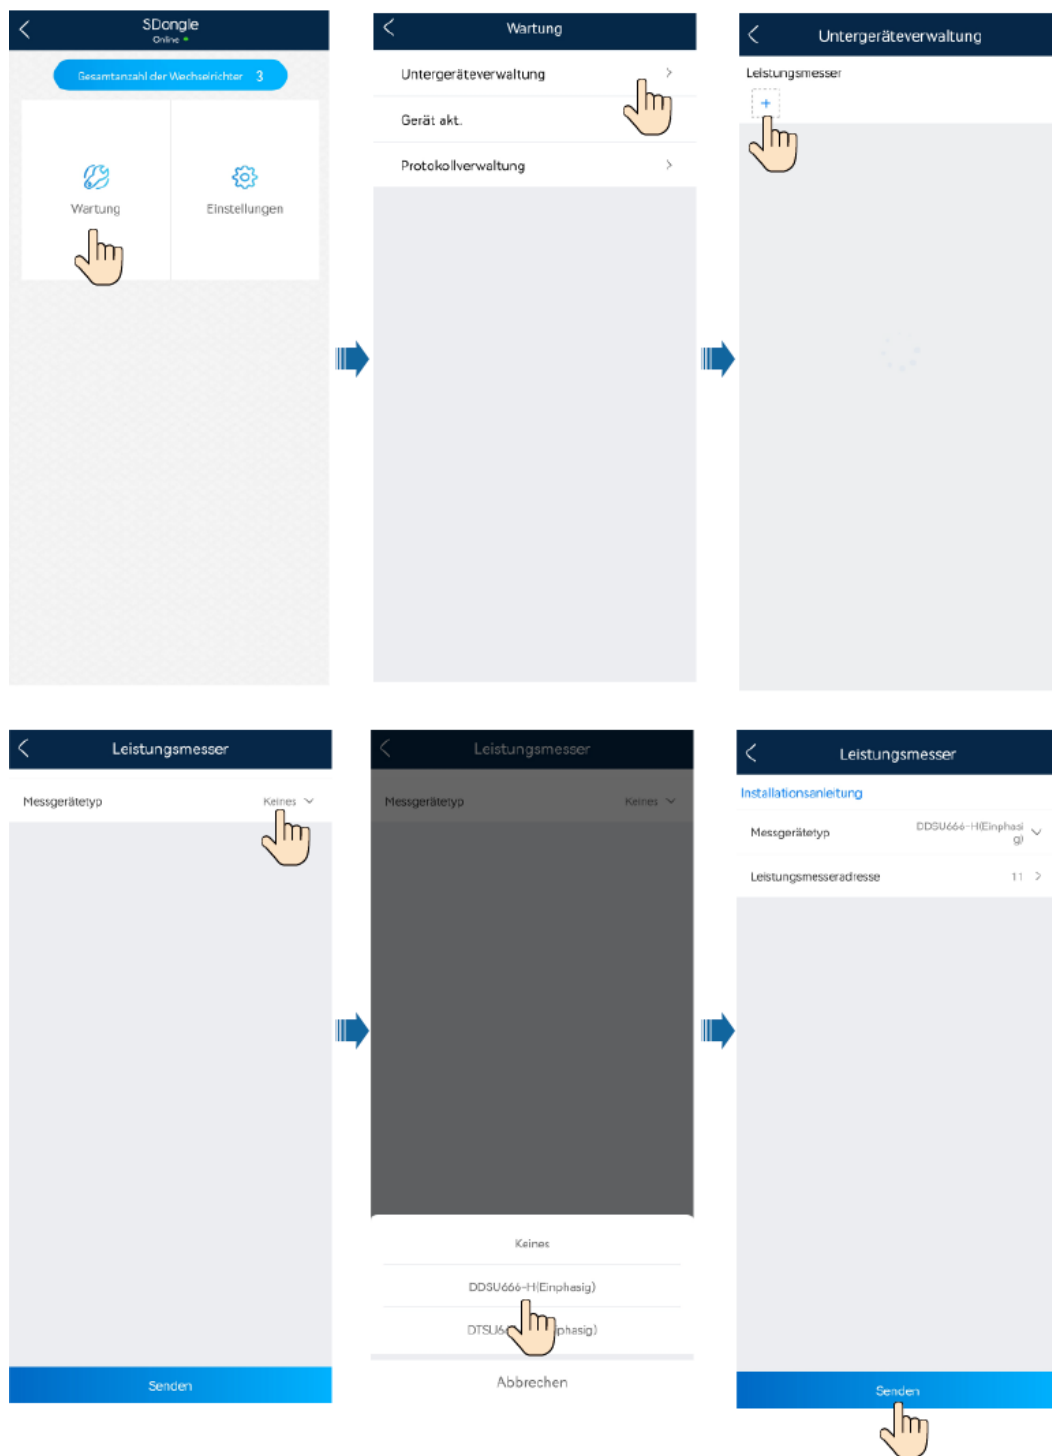 SDongle
Online
Gesamtanzahl der Wechselrichter 3
Wartung
Einstellungen
Wartung
Untergeräteverwaltung
Gerät akt.
Protokollverwaltung
Untergeräteverwaltung
Leistungsmesser
+
Leistungsmesser
Messgerätetyp Keines
Senden
Leistungsmesser
Messgerätetyp Keines
Keines
DDSU666-H(Einphasig)
phasig)
Abbrechen
Leistungsmesser
Installationsanleitung
Messgerätetyp DDSU666-H(Einphasi
g)
Leistungsmesseradresse 11
Senden